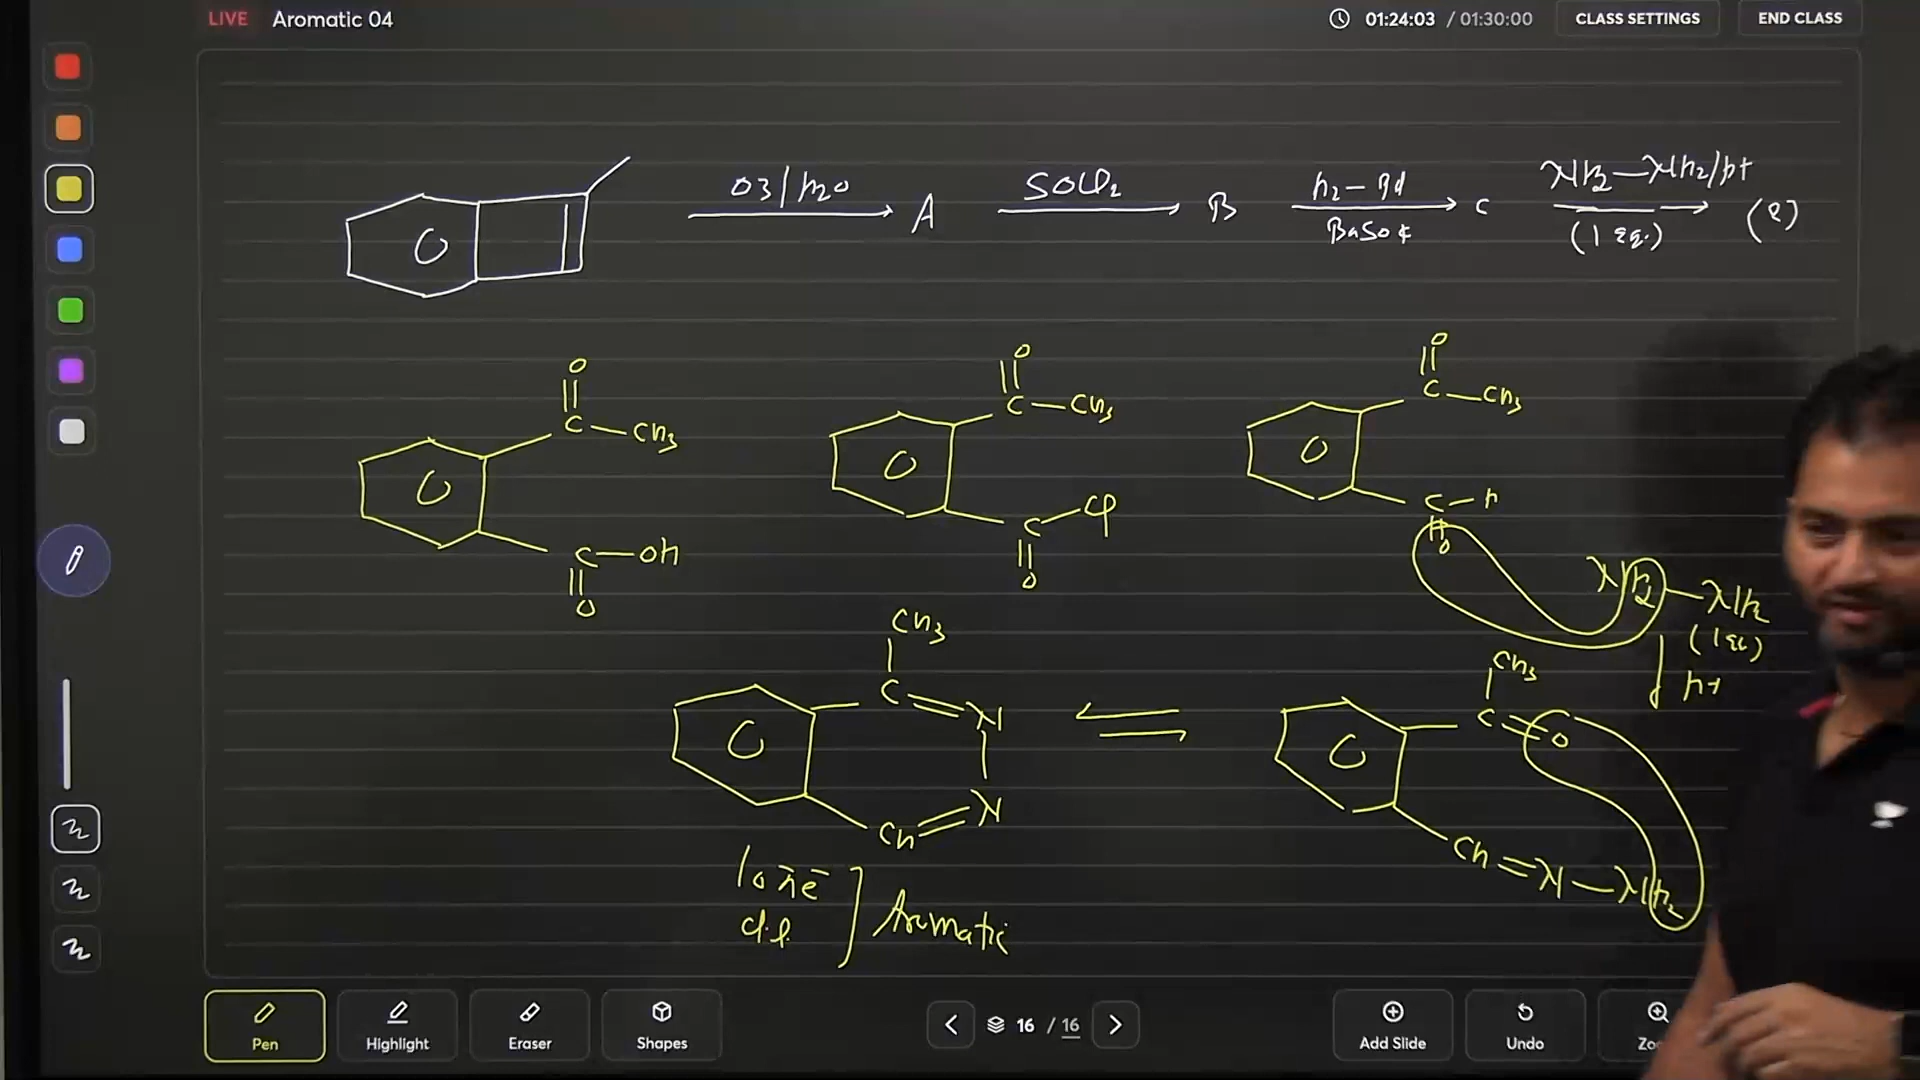 LIVE Aromatic 04
01:24:03 / 01:30:00
CLASS SETTINGS
END CLASS
O3/H2O A SOCl2 B H2-Pd C NH2-NH2/H+
BaSO4 (1 eq.) (?)
O
O
O
C-CH3
C-CH3
C-CH3
C-OH
C-Cl
C-H
O
O
O
NH2-NH2
(1 eq)
H+
CH3
CH3
C=N
C=O
CH=N
CH=N-NH2
10 πe-
d.l. ] Aromatic
Pen
Highlight
Eraser
Shapes
16 / 16
Add Slide
Undo